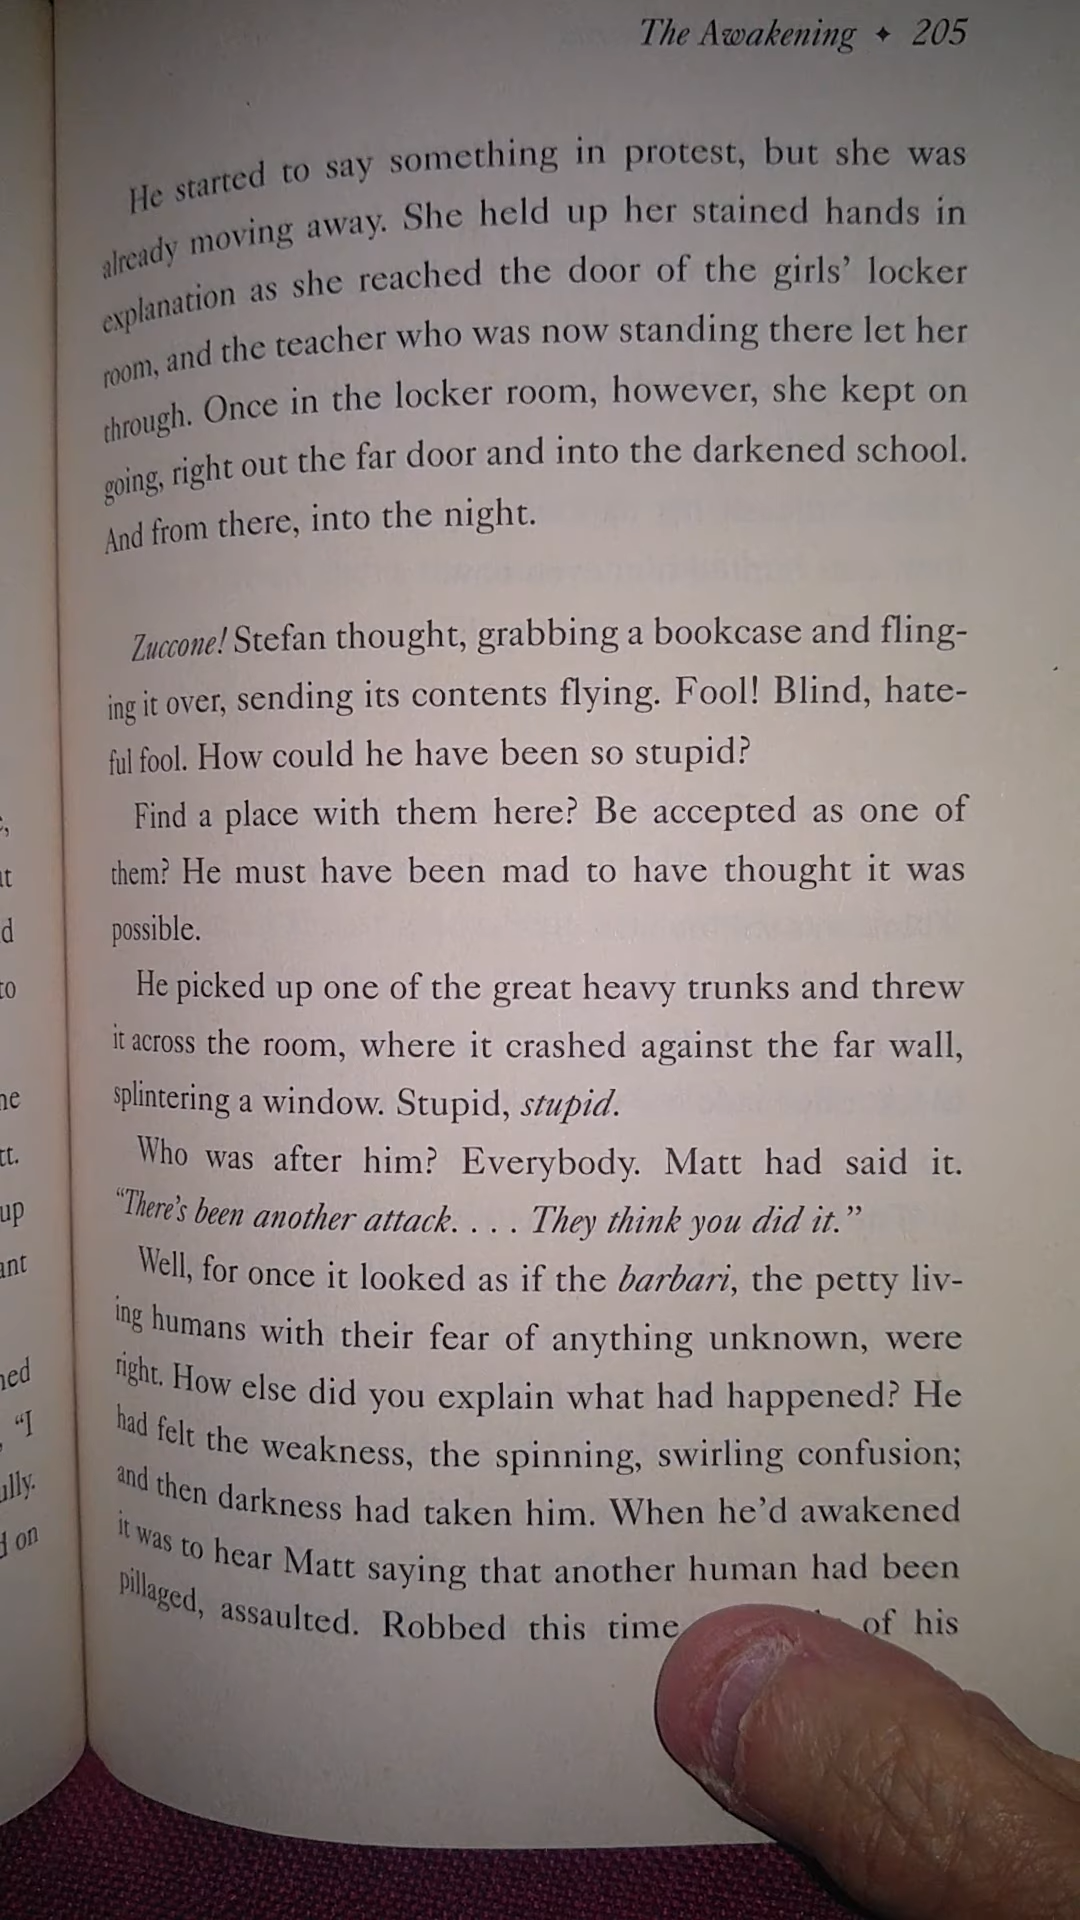 The Awakening ✦ 205
He started to say something in protest, but she was
already moving away. She held up her stained hands in
explanation as she reached the door of the girls’ locker
room, and the teacher who was now standing there let her
through. Once in the locker room, however, she kept on
going, right out the far door and into the darkened school.
And from there, into the night.
Zuccone! Stefan thought, grabbing a bookcase and fling-
ing it over, sending its contents flying. Fool! Blind, hate-
ful fool. How could he have been so stupid?
Find a place with them here? Be accepted as one of
them? He must have been mad to have thought it was
possible.
He picked up one of the great heavy trunks and threw
it across the room, where it crashed against the far wall,
splintering a window. Stupid, stupid.
Who was after him? Everybody. Matt had said it.
“There’s been another attack. . . . They think you did it.”
Well, for once it looked as if the barbari, the petty liv-
ing humans with their fear of anything unknown, were
right. How else did you explain what had happened? He
had felt the weakness, the spinning, swirling confusion;
and then darkness had taken him. When he’d awakened
it was to hear Matt saying that another human had been
pillaged, assaulted. Robbed this time of his